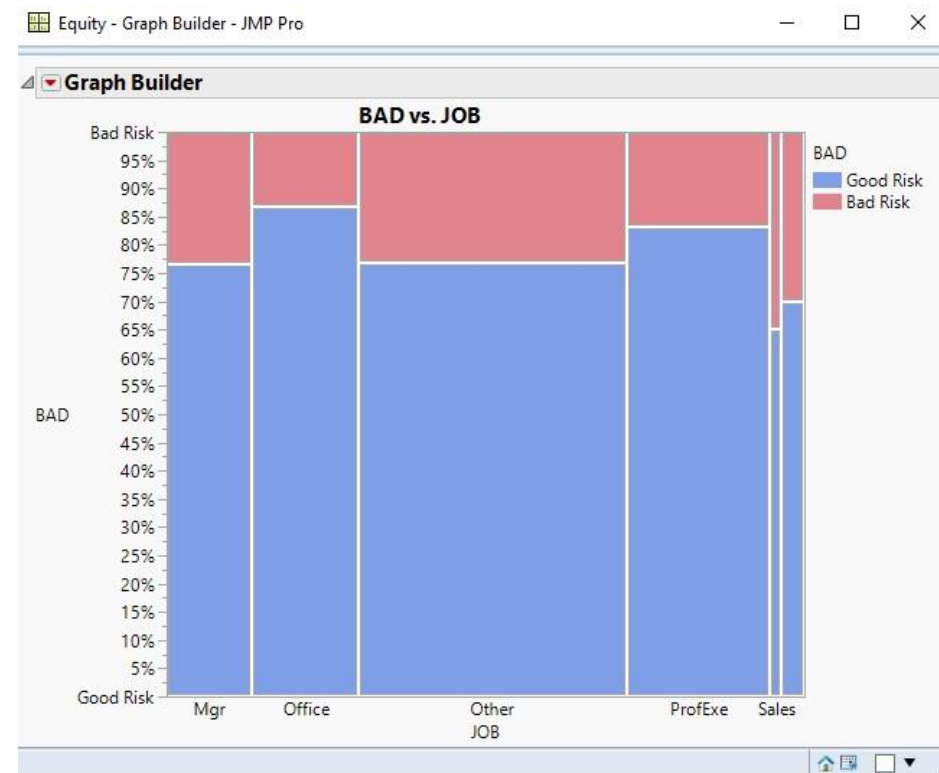 Equity - Graph Builder - JMP Pro
Graph Builder
BAD vs. JOB
Bad Risk
95%
90%
85%
80%
75%
70%
65%
60%
55%
50%
45%
40%
35%
30%
25%
20%
15%
10%
5%
Good Risk
BAD
Mgr Office Other ProfExe Sales
JOB
BAD
Good Risk
Bad Risk